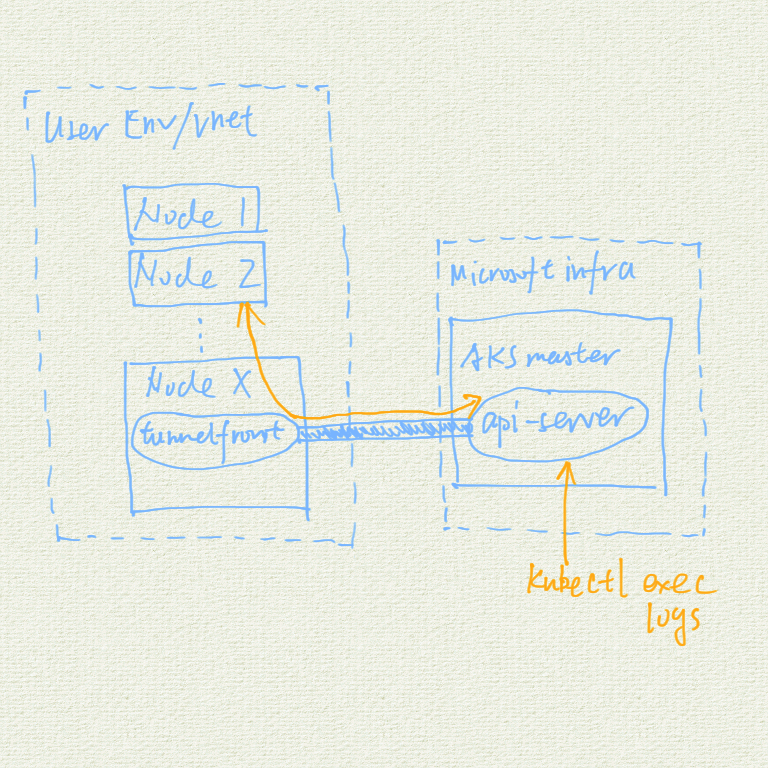 User Env/vnet
Node 1
Node 2
Node X
tunnelfront
Microsoft infra
AKS master
api-server
Kubectl exec
logs